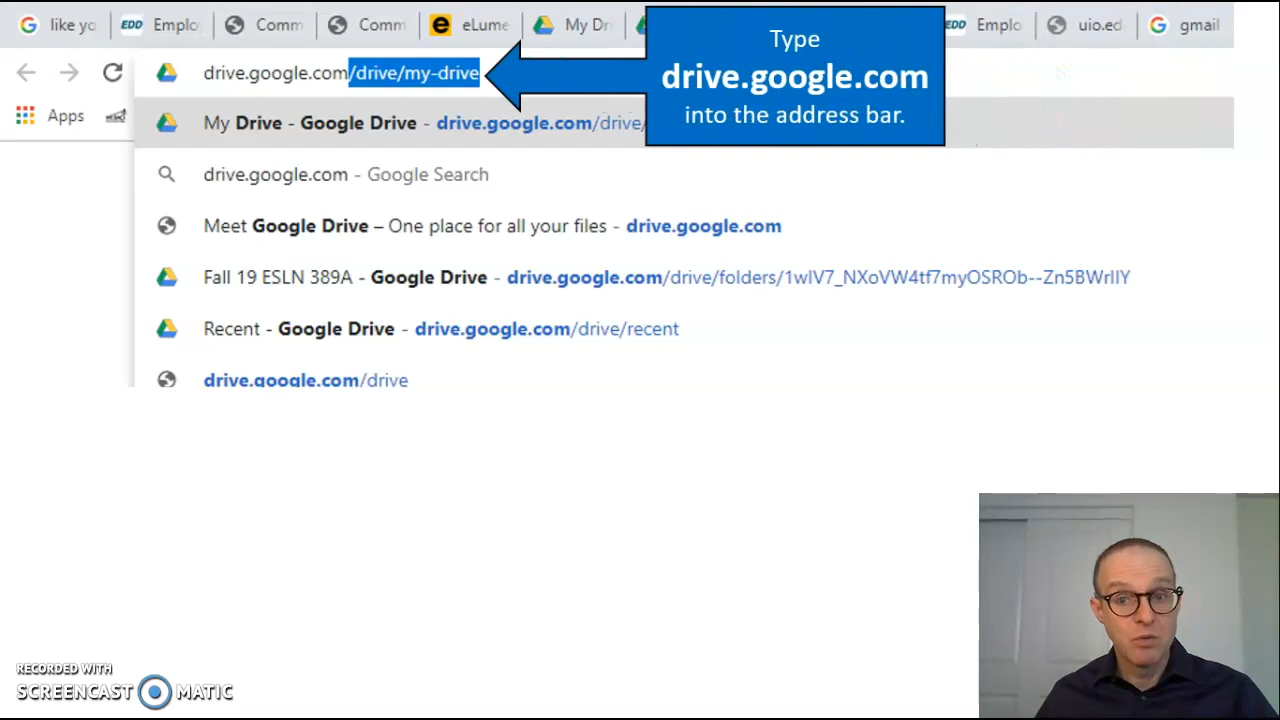 like yo
EDD Emplo
Comm
Comm
e eLume
My Dri
EDD Emplo
uio.ed
gmail
drive.google.com/drive/my-drive
Type
drive.google.com
into the address bar.
Apps
My Drive - Google Drive - drive.google.com/drive/
drive.google.com - Google Search
Meet Google Drive – One place for all your files - drive.google.com
Fall 19 ESLN 389A - Google Drive - drive.google.com/drive/folders/1wIV7_NXoVW4tf7myOSROb--Zn5BWrIIY
Recent - Google Drive - drive.google.com/drive/recent
drive.google.com/drive
RECORDED WITH
SCREENCAST MATIC